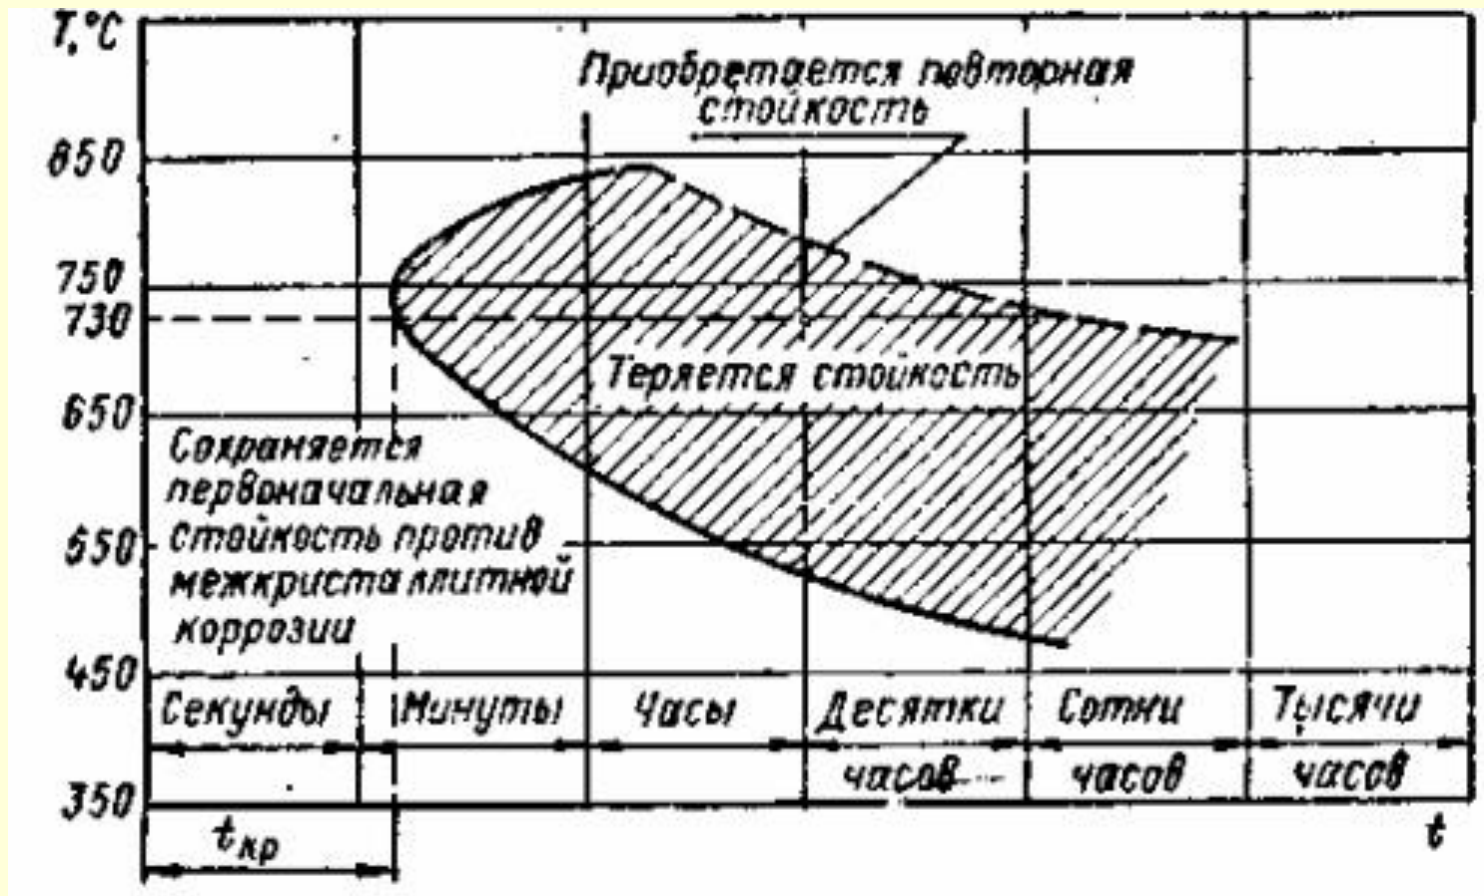 T,°C
Приобретается повторная
стойкость
850
750
730
Теряется стойкость
650
Сохраняется
первоначальная
стойкость против
межкристаллитной
коррозии
550
450
Секунды Минуты Часы Десятки часов Сотни часов Тысячи часов
350
tкр
t